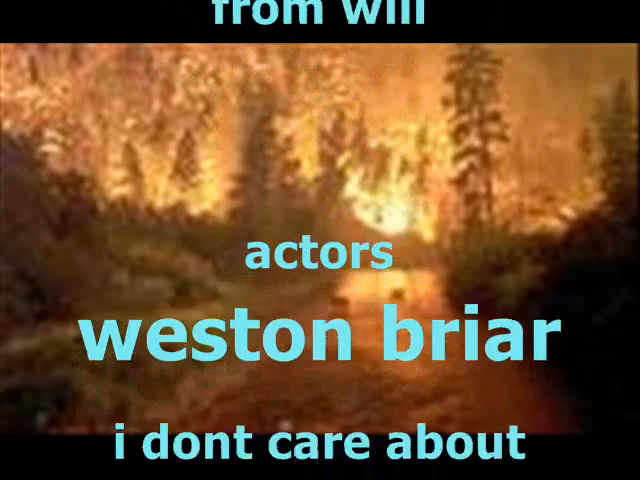 from will
actors
weston briar
i dont care about